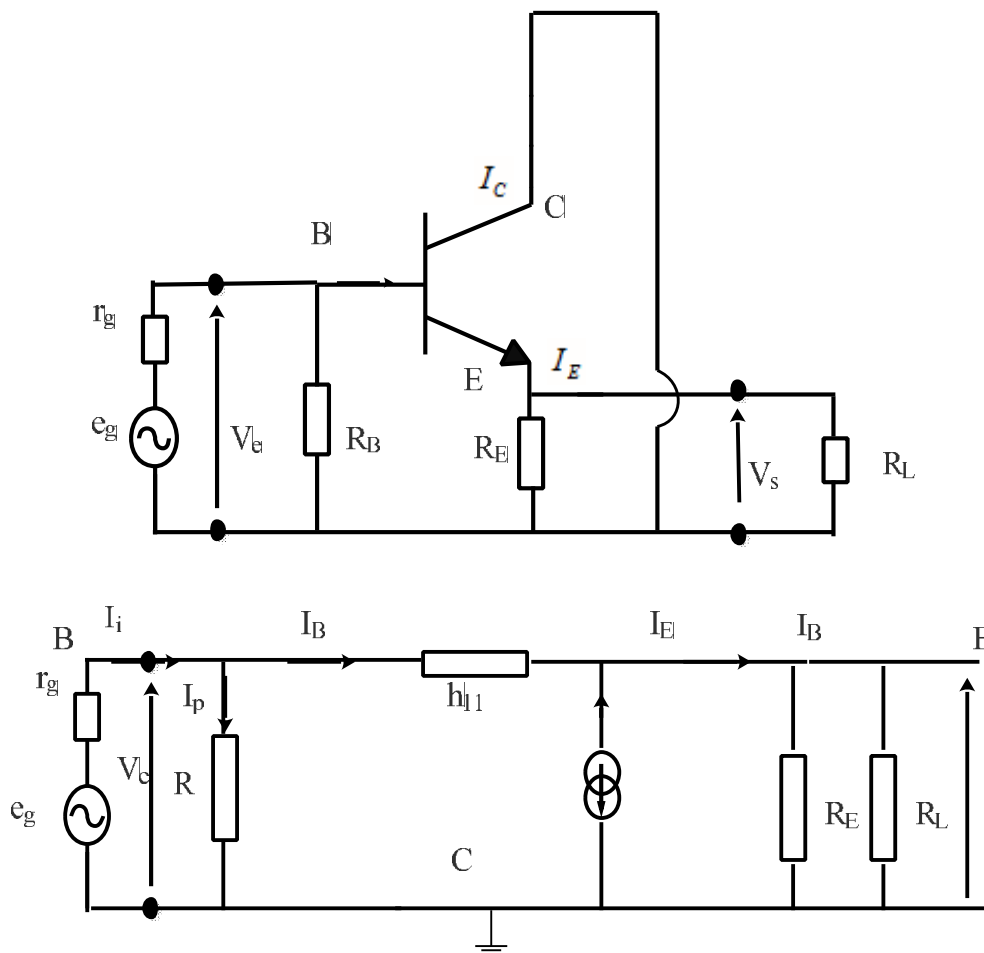 I_C
C
B
r_g
I_E
E
e_g
V_e
R_B
R_E
V_s
R_L
I_i
I_B
I_E
I_B
B
E
r_g
I_p
h_11
V_e
R
e_g
R_E
R_L
C